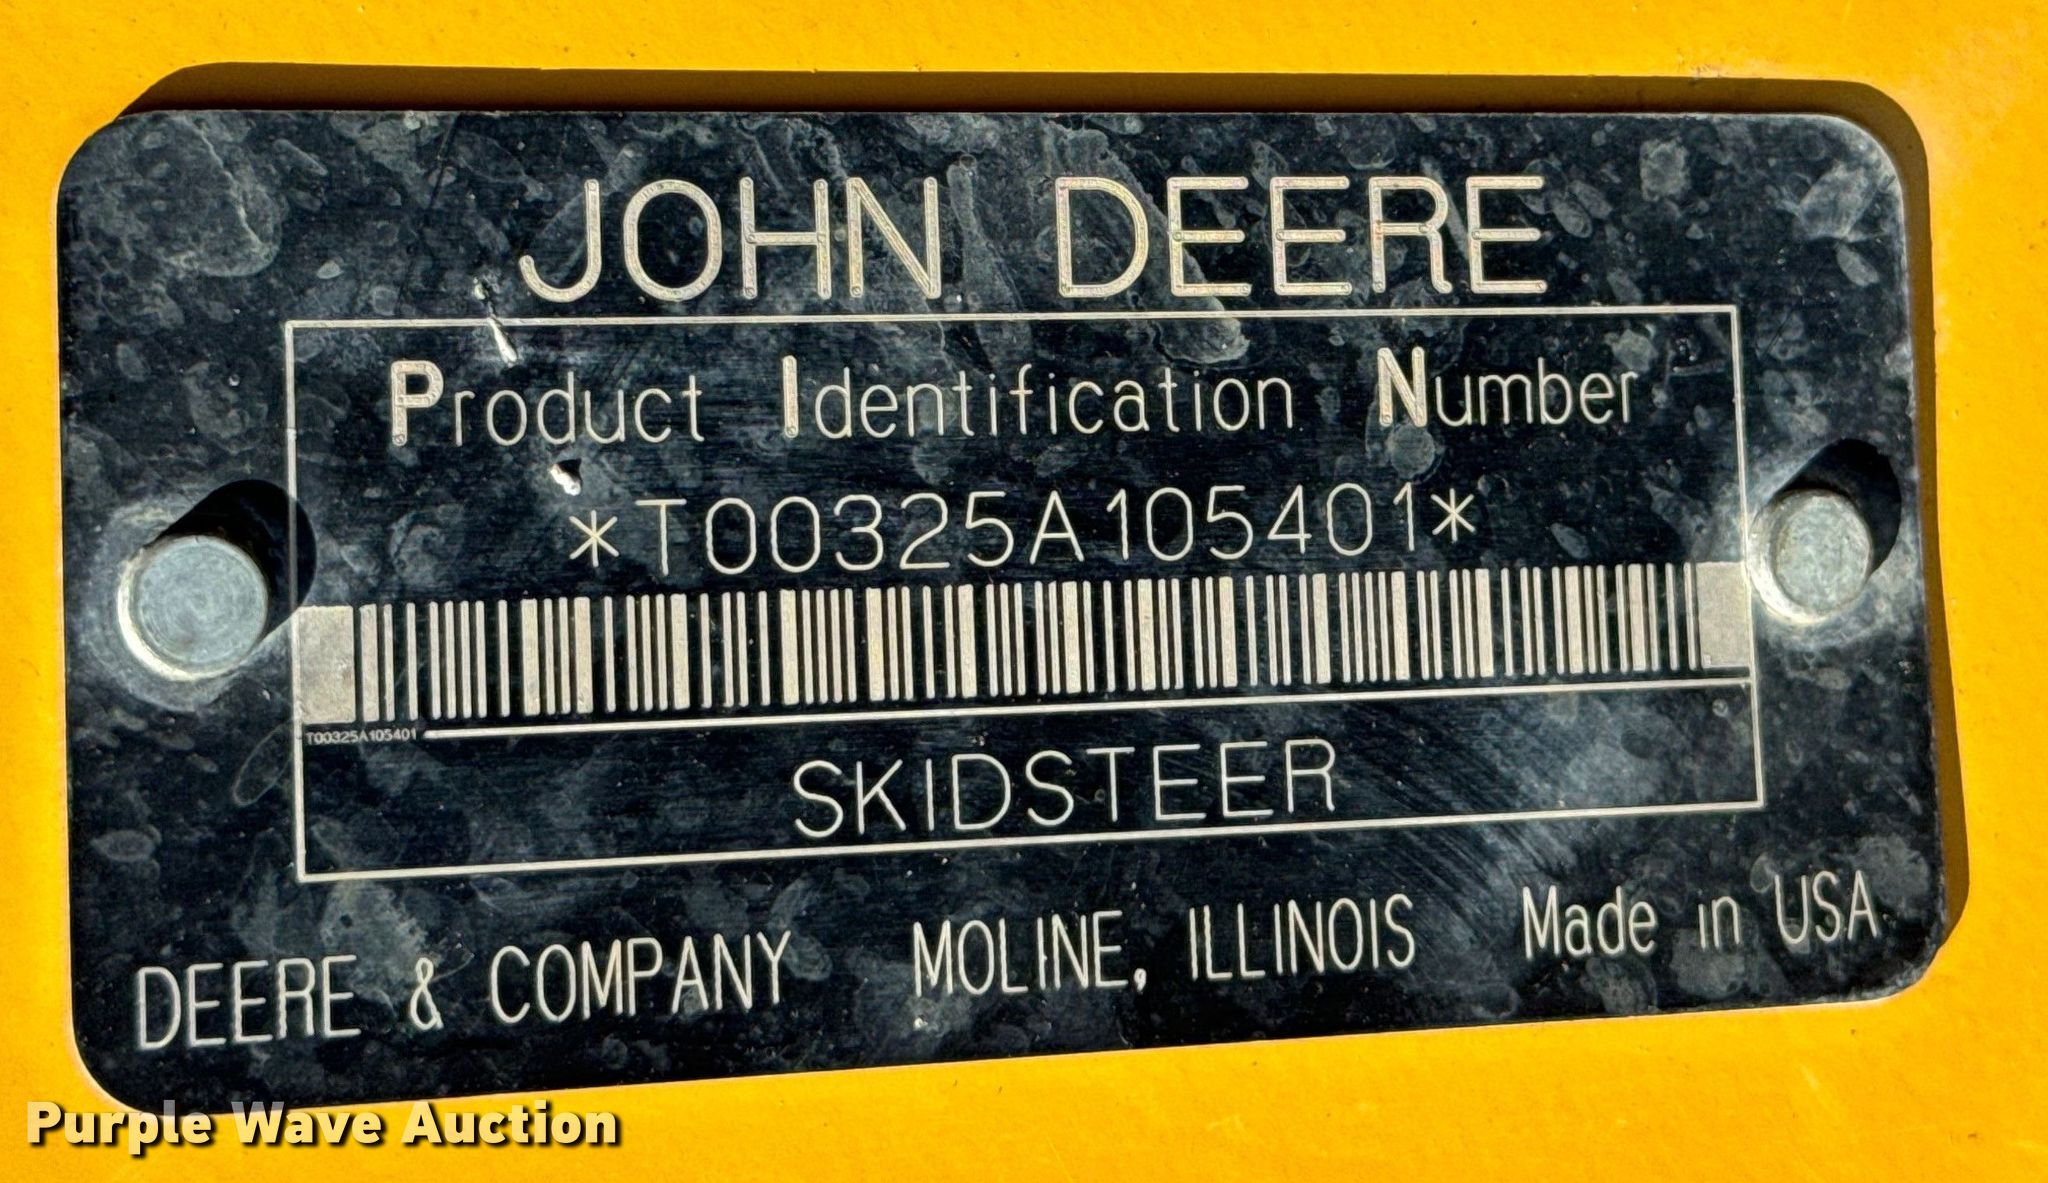 JOHN DEERE
Product Identification Number
*T00325A105401*
T00325A105401
SKIDSTEER
DEERE & COMPANY MOLINE, ILLINOIS Made in USA
Purple Wave Auction